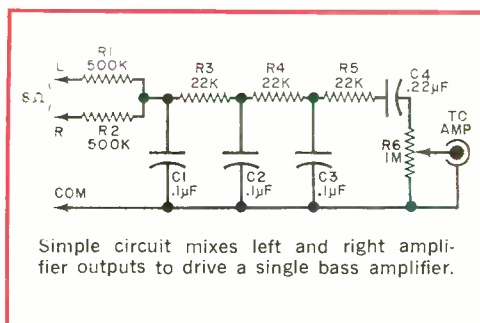 R1
500K
L
8Ω
R
R2
500K
R3
22K
R4
22K
R5
22K
C4
.22µF
TO
AMP
R6
1M
C1
.1µF
C2
.1µF
C3
.1µF
COM
Simple circuit mixes left and right ampli-
fier outputs to drive a single bass amplifier.